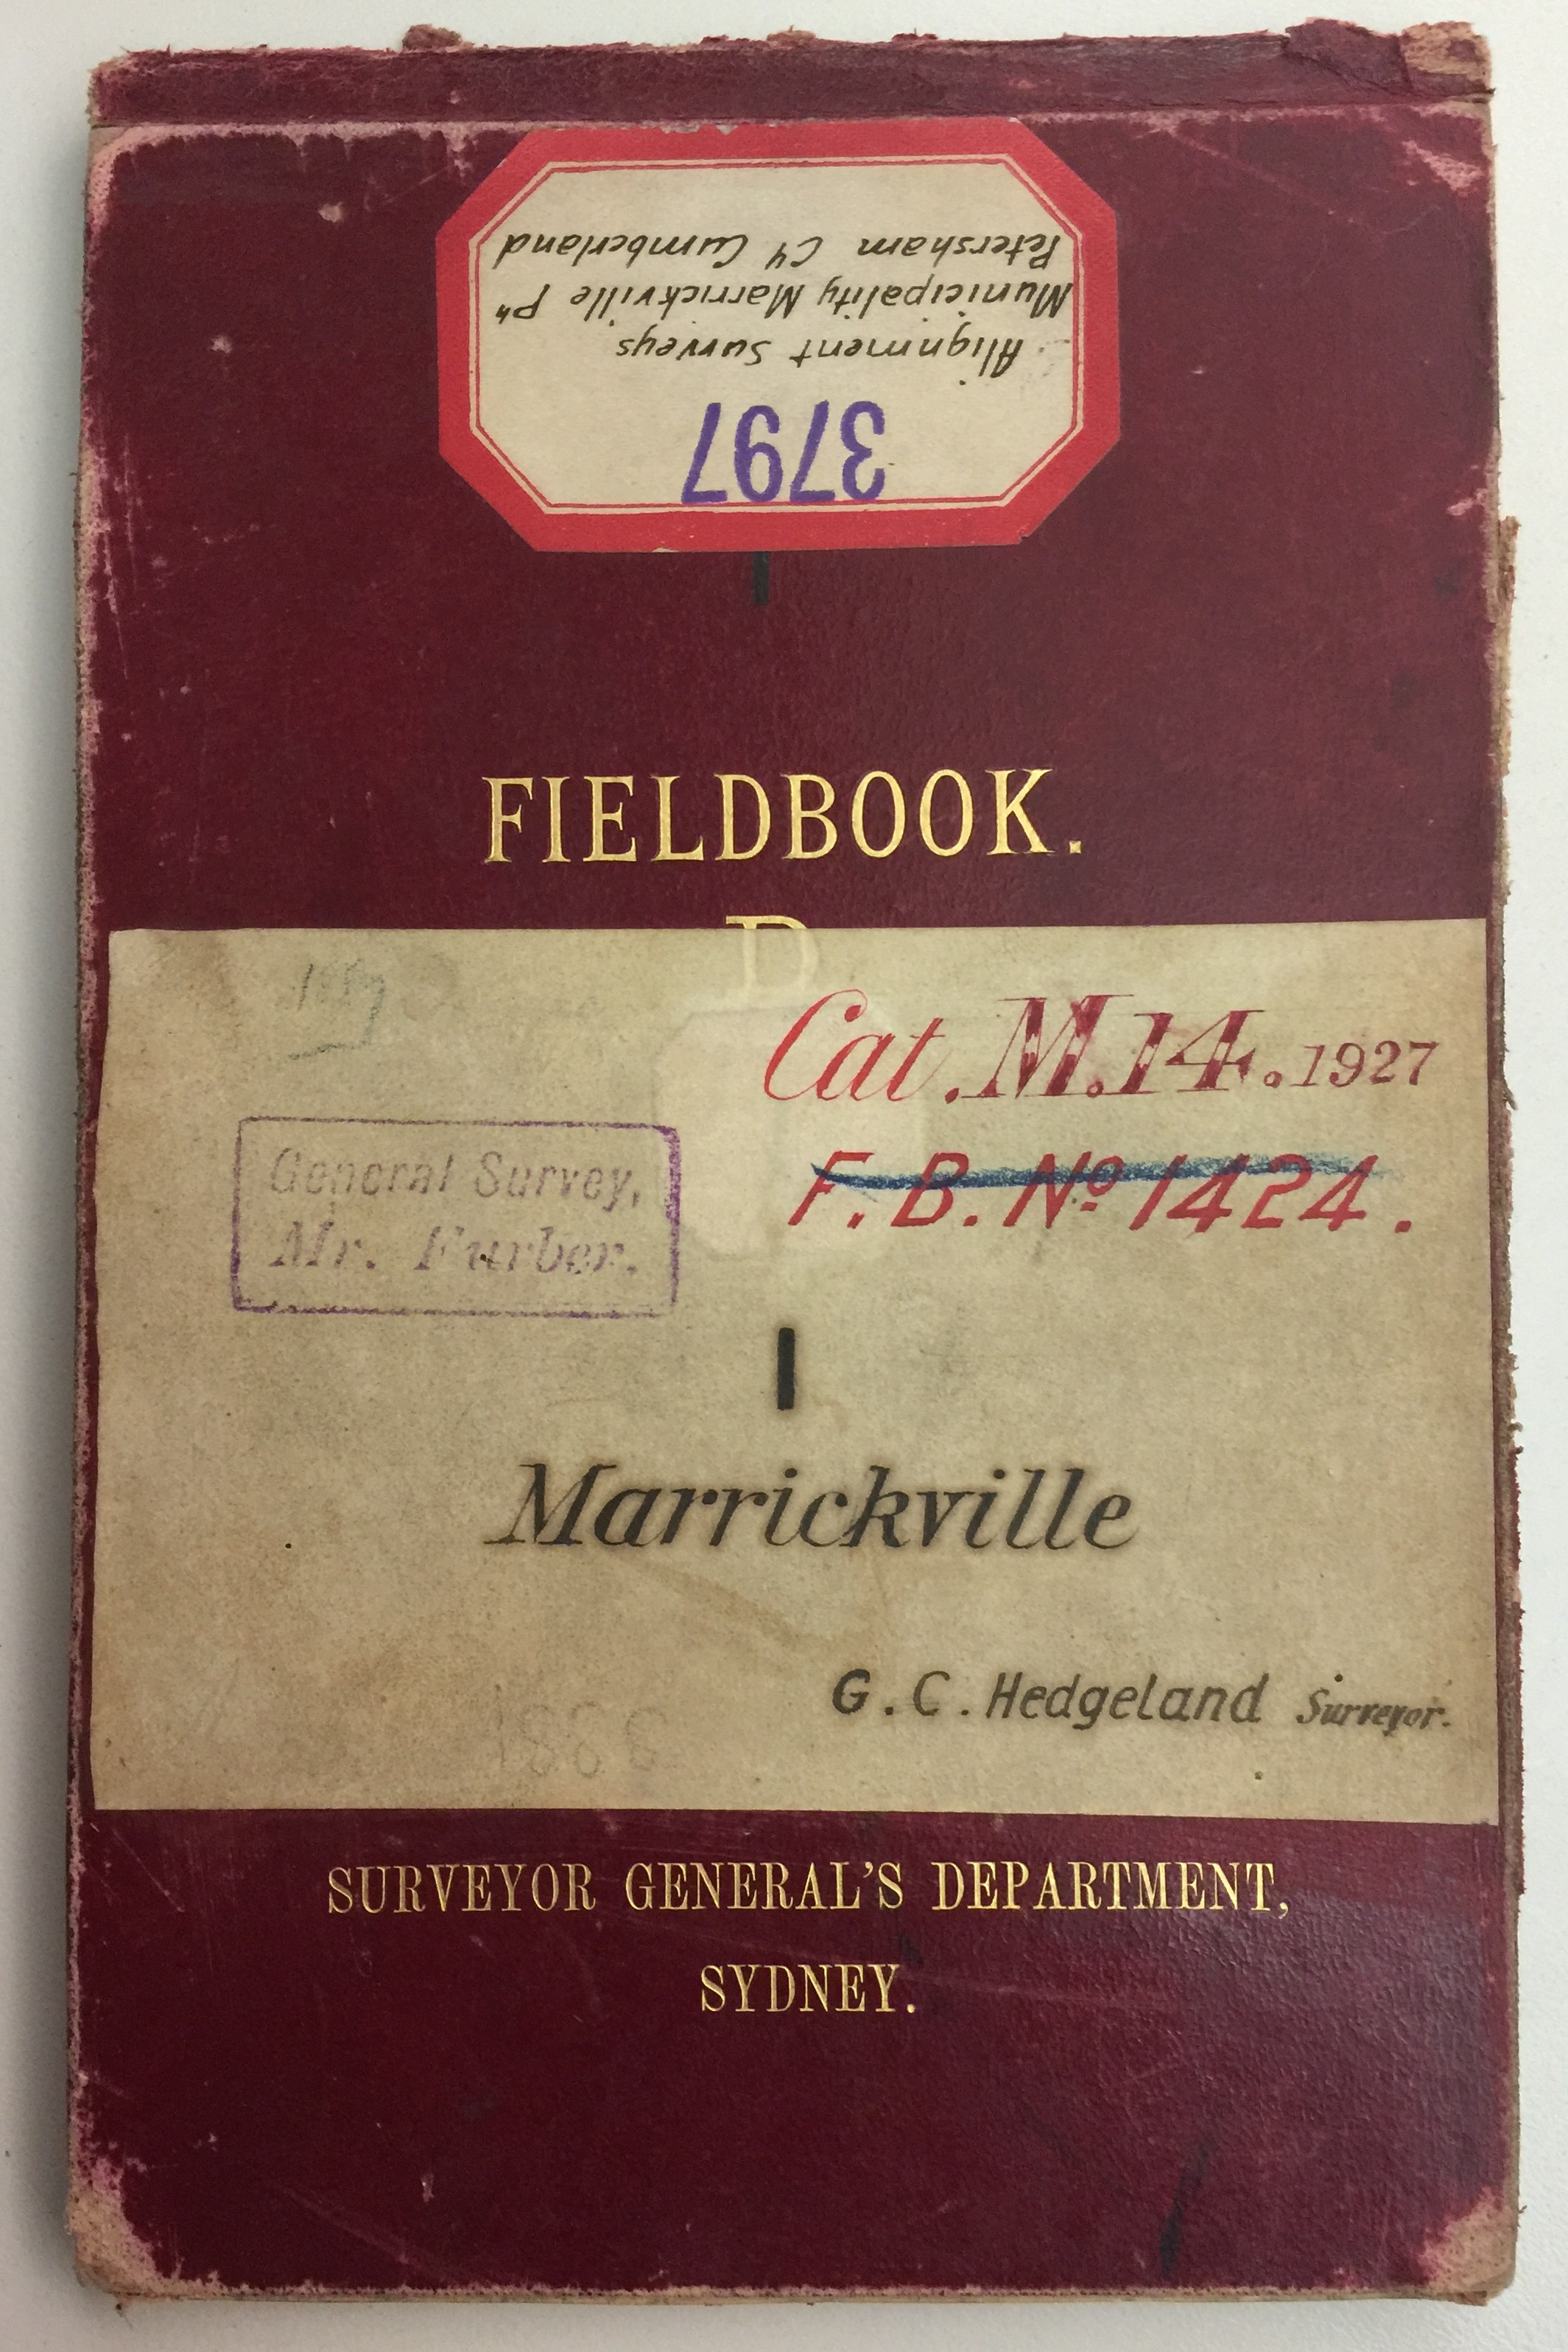 3797
Alignment Surveys
Municipality Marrickville Ph
Petersham Cy Cumberland
FIELDBOOK.
Cat. M. 14. 1927
F. B. No 1424.
General Survey,
Mr. Furber.
Marrickville
G. C. Hedgeland Surveyor.
SURVEYOR GENERAL'S DEPARTMENT,
SYDNEY.